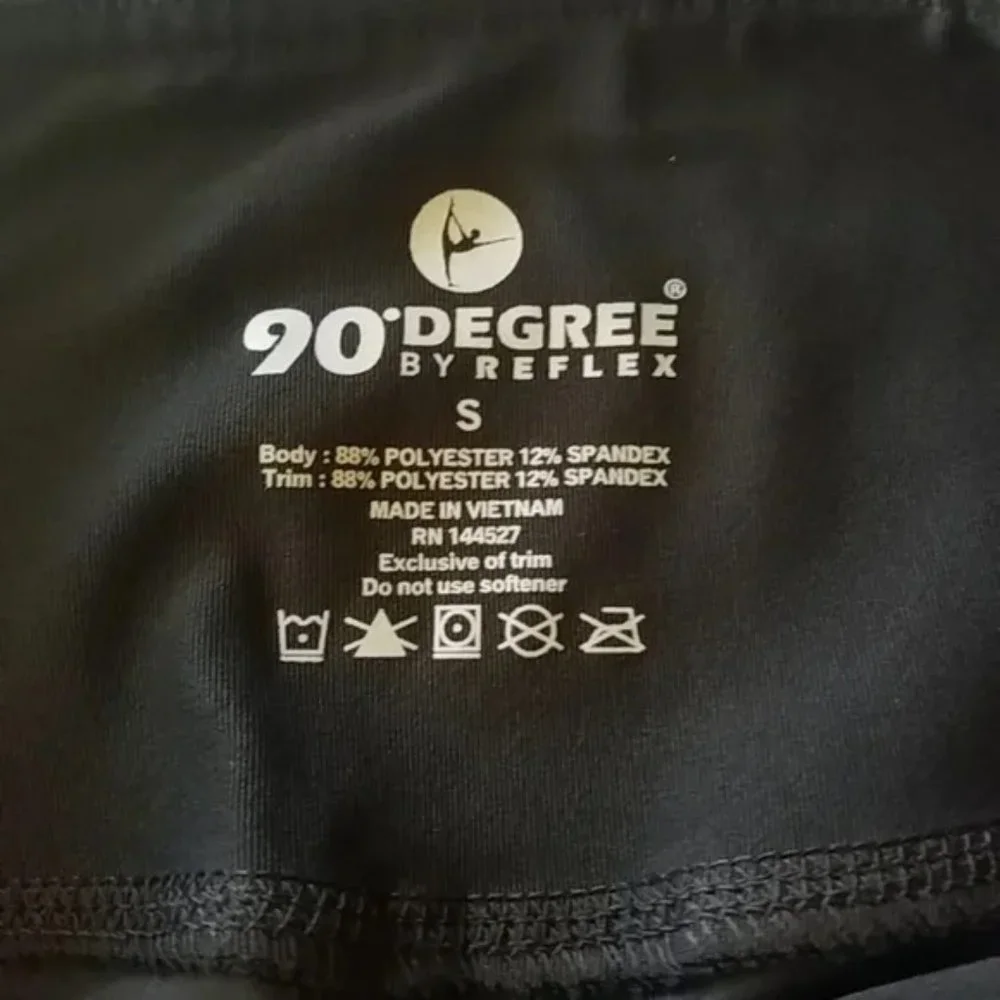 90°DEGREE®
BY REFLEX
S
Body : 88% POLYESTER 12% SPANDEX
Trim : 88% POLYESTER 12% SPANDEX
MADE IN VIETNAM
RN 144527
Exclusive of trim
Do not use softener